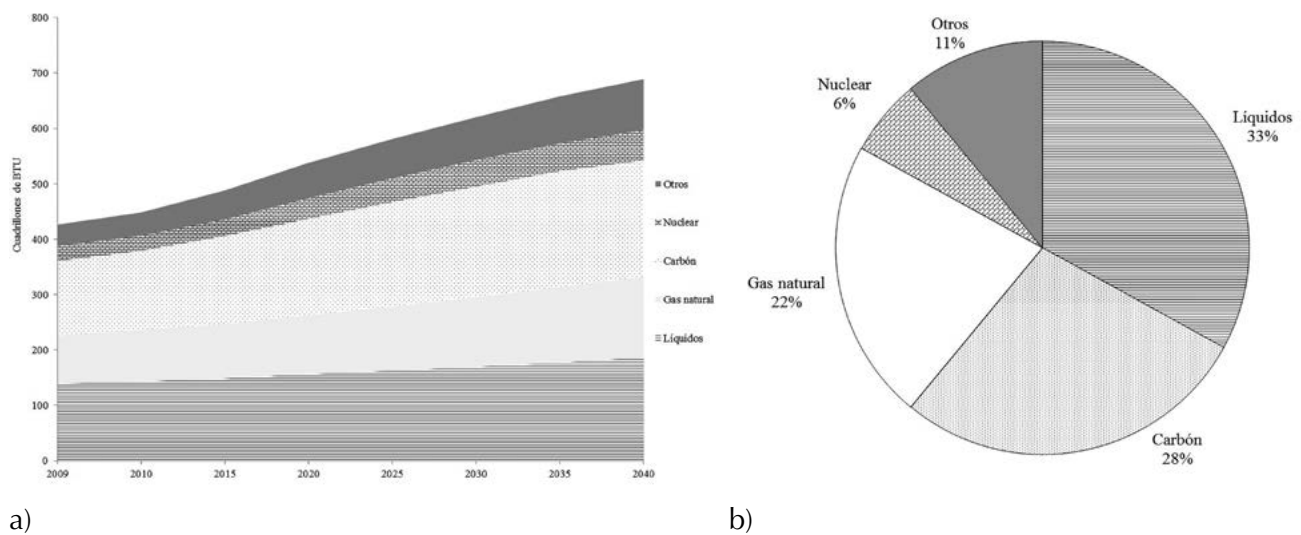 800
700
600
500
400
300
200
100
0
Cuadrillones de BTU
2009 2010 2015 2020 2025 2030 2035 2040
Otros
Nuclear
Carbón
Gas natural
Líquidos
a)
Otros
11%
Nuclear
6%
Líquidos
33%
Gas natural
22%
Carbón
28%
b)